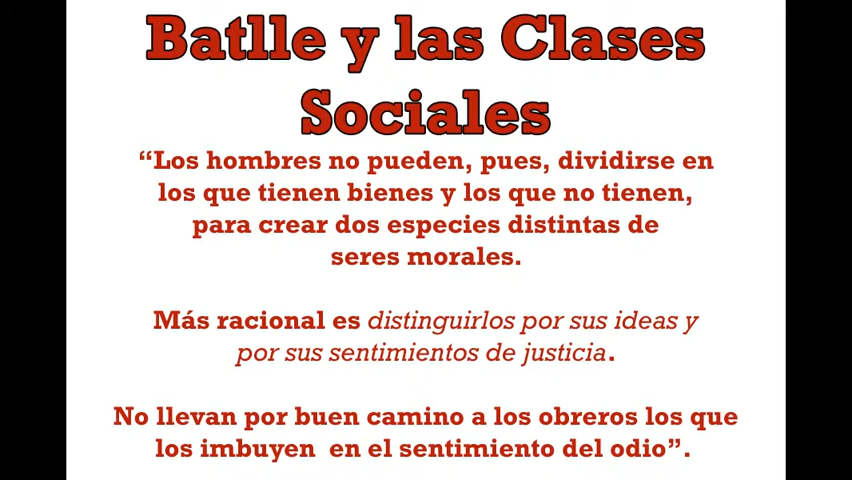 Batlle y las Clases
Sociales
“Los hombres no pueden, pues, dividirse en
los que tienen bienes y los que no tienen,
para crear dos especies distintas de
seres morales.
Más racional es distinguirlos por sus ideas y
por sus sentimientos de justicia.
No llevan por buen camino a los obreros los que
los imbuyen en el sentimiento del odio”.